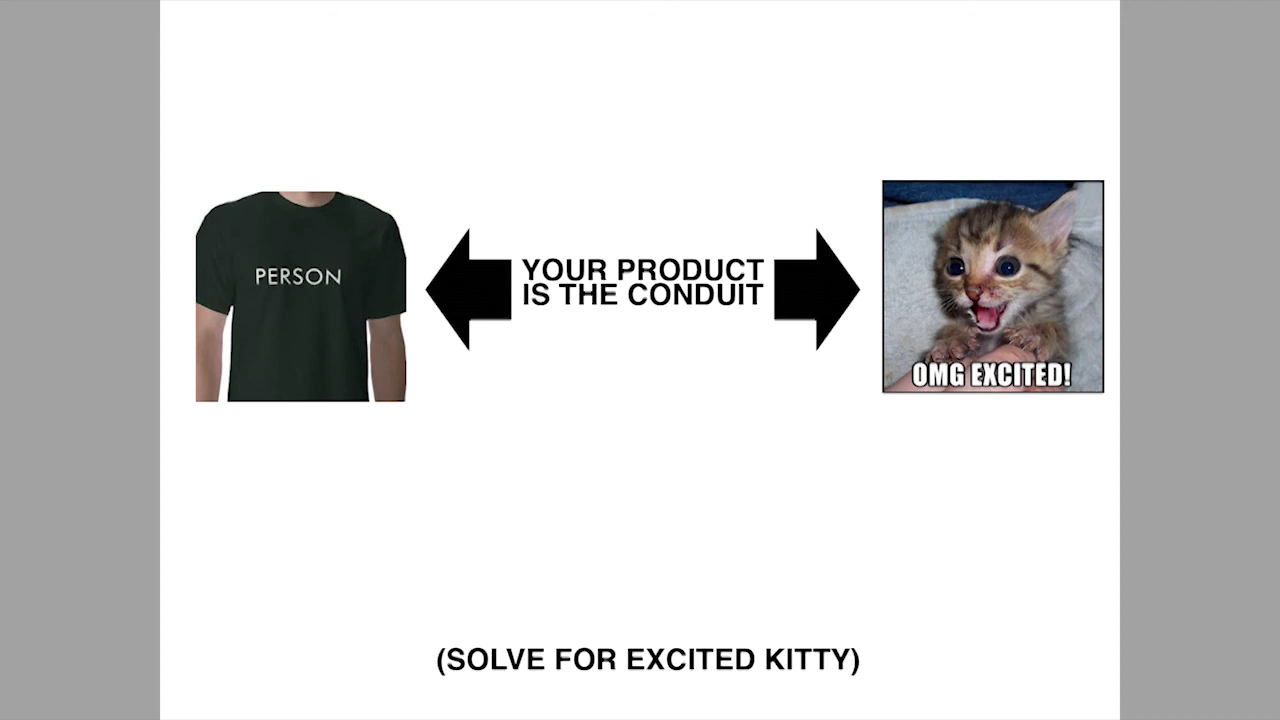 PERSON
YOUR PRODUCT
IS THE CONDUIT
OMG EXCITED!
(SOLVE FOR EXCITED KITTY)